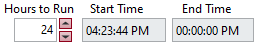 Hours to Run Start Time End Time
24 04:23:44 PM 00:00:00 PM